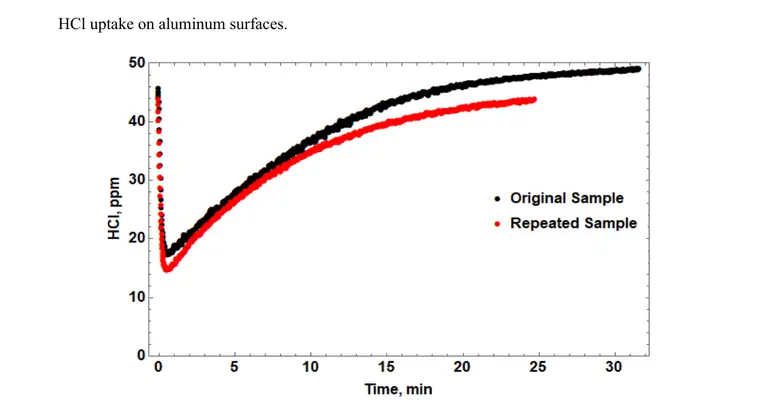 HCl uptake on aluminum surfaces.
50
40
30
20
10
0
HCl, ppm
Original Sample
Repeated Sample
0 5 10 15 20 25 30
Time, min